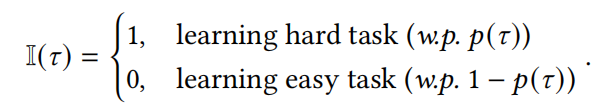 𝕀(τ) = { 1, learning hard task (w.p. p(τ))
0, learning easy task (w.p. 1 − p(τ)) .